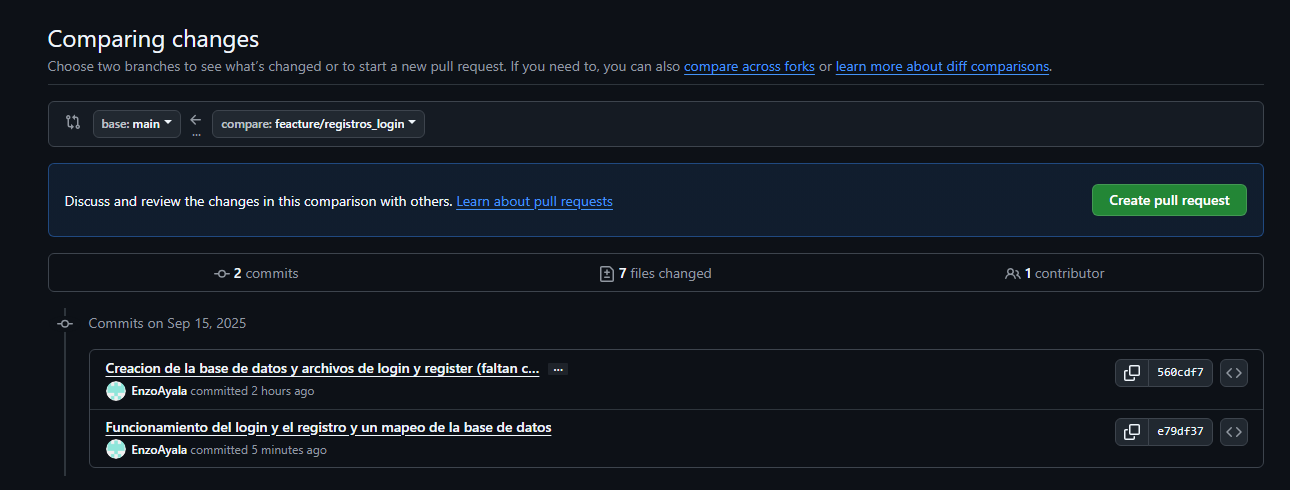 Comparing changes
Choose two branches to see what's changed or to start a new pull request. If you need to, you can also compare across forks or learn more about diff comparisons.
base: main ← compare: feacture/registros_login
...
Discuss and review the changes in this comparison with others. Learn about pull requests
Create pull request
2 commits
7 files changed
1 contributor
Commits on Sep 15, 2025
Creacion de la base de datos y archivos de login y register (faltan c... ...
560cdf7
EnzoAyala committed 2 hours ago
Funcionamiento del login y el registro y un mapeo de la base de datos
e79df37
EnzoAyala committed 5 minutes ago